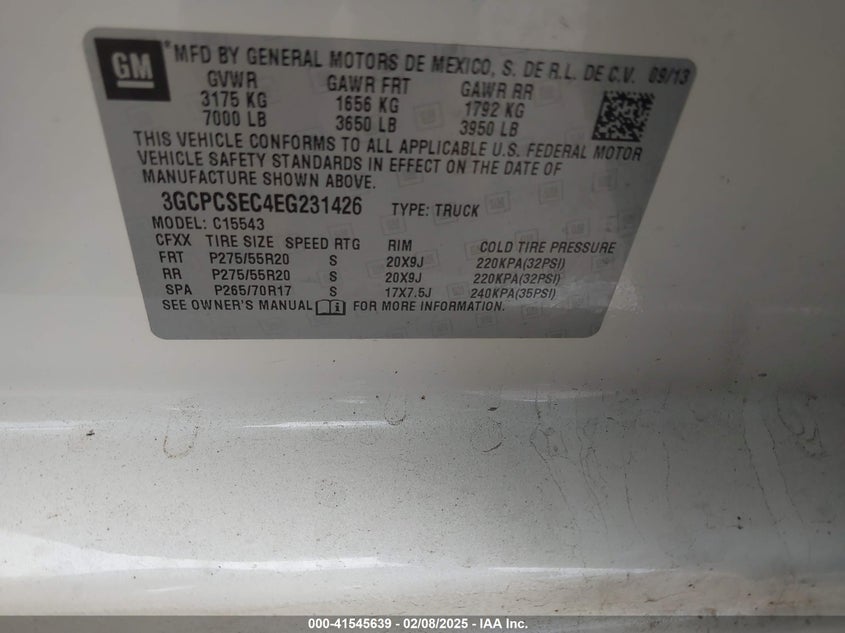 GM
MFD BY GENERAL MOTORS DE MEXICO, S. DE R.L. DE C.V. 09/13
GVWR GAWR FRT GAWR RR
3175 KG 1656 KG 1792 KG
7000 LB 3650 LB 3950 LB
THIS VEHICLE CONFORMS TO ALL APPLICABLE U.S. FEDERAL MOTOR
VEHICLE SAFETY STANDARDS IN EFFECT ON THE DATE OF
MANUFACTURE SHOWN ABOVE.
3GCPCSEC4EG231426 TYPE: TRUCK
MODEL: C15543
CFXX TIRE SIZE SPEED RTG RIM COLD TIRE PRESSURE
FRT P275/55R20 S 20X9J 220KPA(32PSI)
RR P275/55R20 S 20X9J 220KPA(32PSI)
SPA P265/70R17 S 17X7.5J 240KPA(35PSI)
SEE OWNER'S MANUAL FOR MORE INFORMATION.
000-41545639 - 02/08/2025 - IAA Inc.